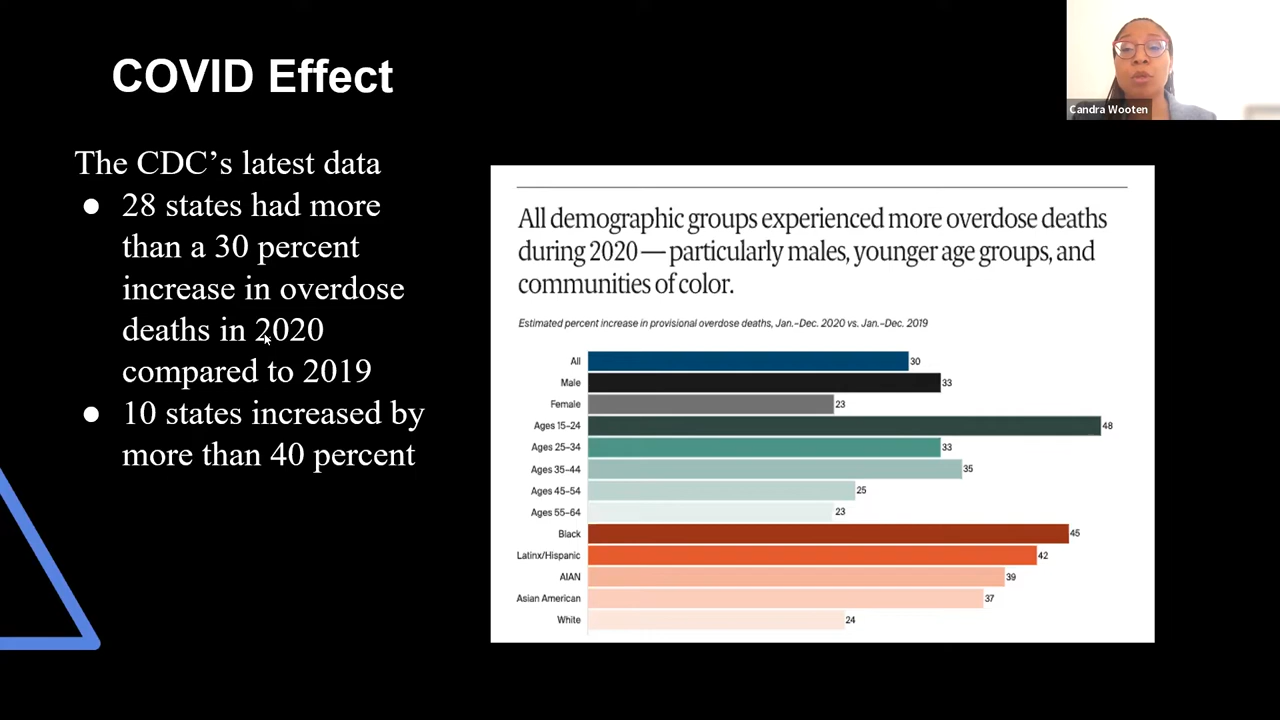 COVID Effect
Candra Wooten
The CDC’s latest data
● 28 states had more
than a 30 percent
increase in overdose
deaths in 2020
compared to 2019
● 10 states increased by
more than 40 percent
All demographic groups experienced more overdose deaths
during 2020 — particularly males, younger age groups, and
communities of color.
Estimated percent increase in provisional overdose deaths, Jan.–Dec. 2020 vs. Jan.–Dec. 2019
All 30
Male 33
Female 23
Ages 15–24 48
Ages 25–34 33
Ages 35–44 35
Ages 45–54 25
Ages 55–64 23
Black 45
Latinx/Hispanic 42
AIAN 39
Asian American 37
White 24